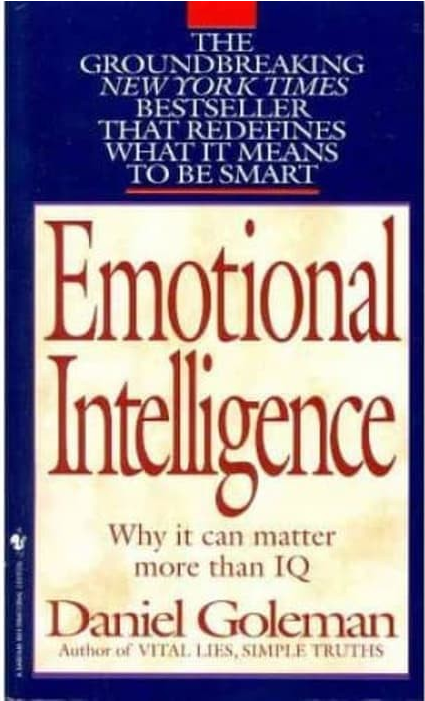 THE
GROUNDBREAKING
NEW YORK TIMES
BESTSELLER
THAT REDEFINES
WHAT IT MEANS
TO BE SMART
Emotional
Intelligence
Why it can matter
more than IQ
Daniel Goleman
Author of VITAL LIES, SIMPLE TRUTHS